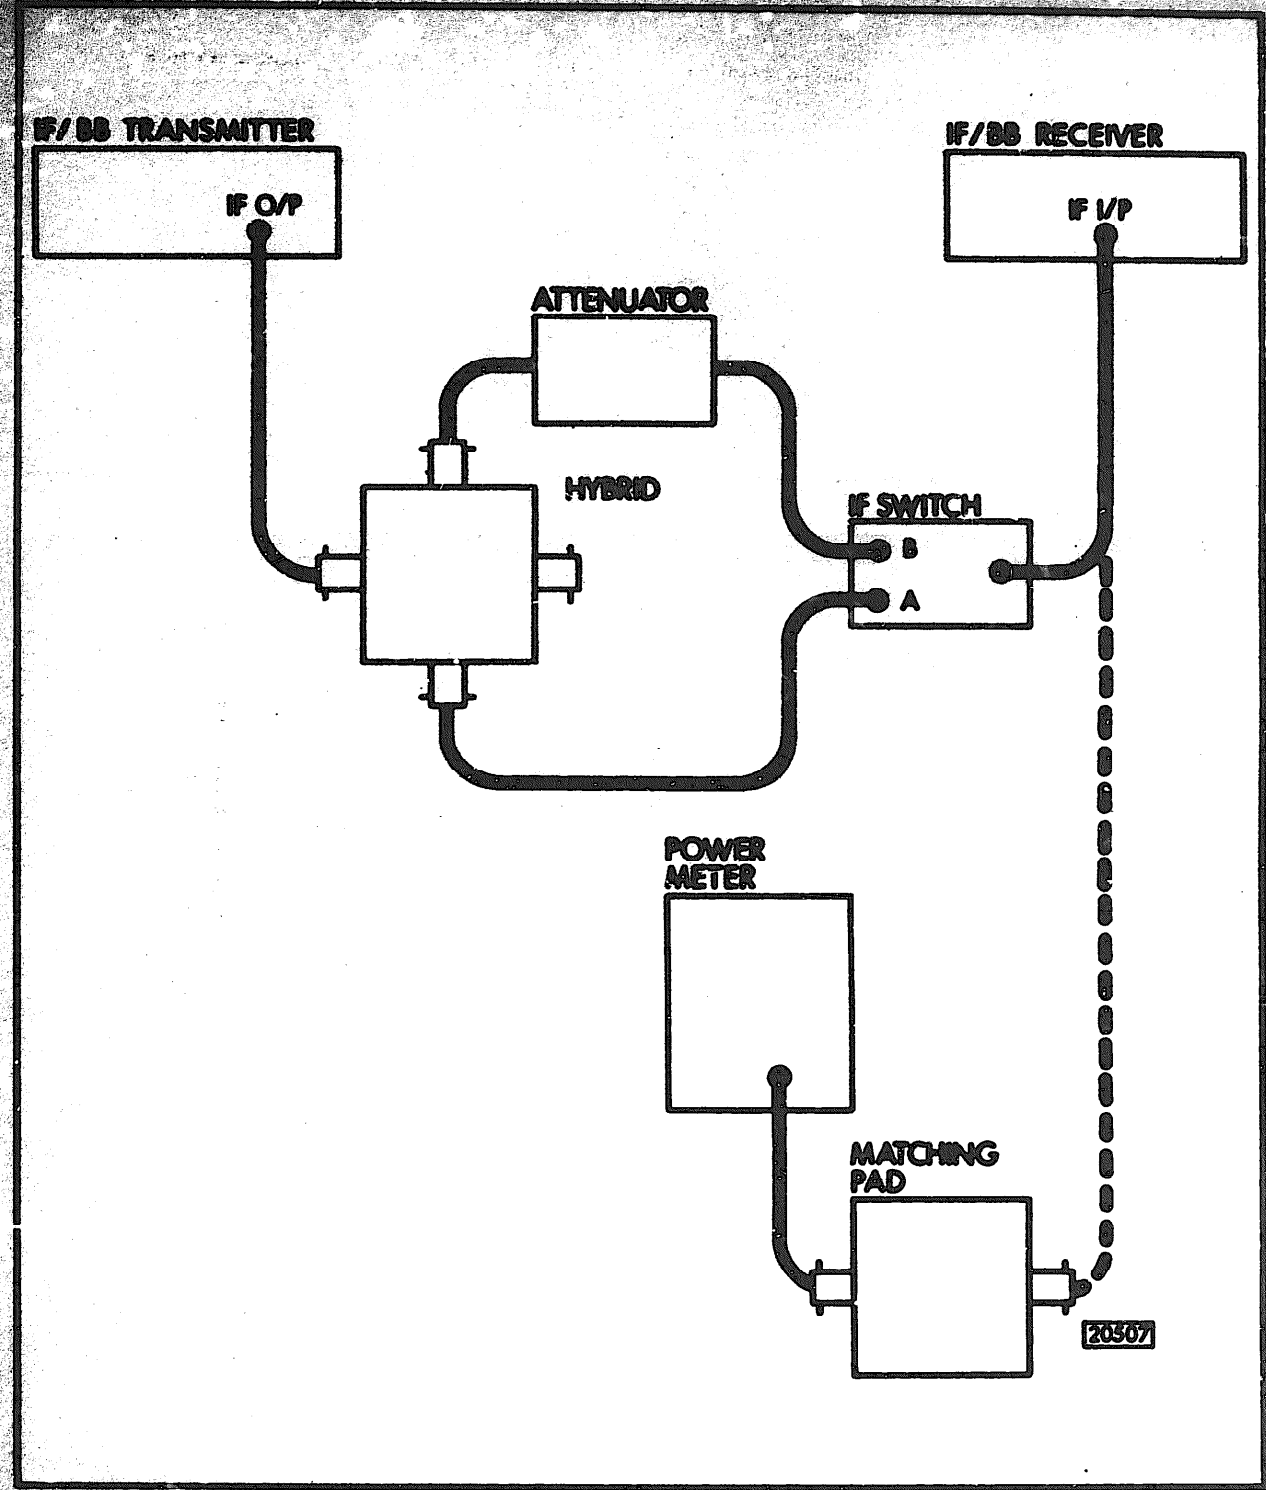 IF/BB TRANSMITTER
IF O/P
IF/BB RECEIVER
IF I/P
ATTENUATOR
HYBRID
IF SWITCH
B
A
POWER
METER
MATCHING
PAD
20507